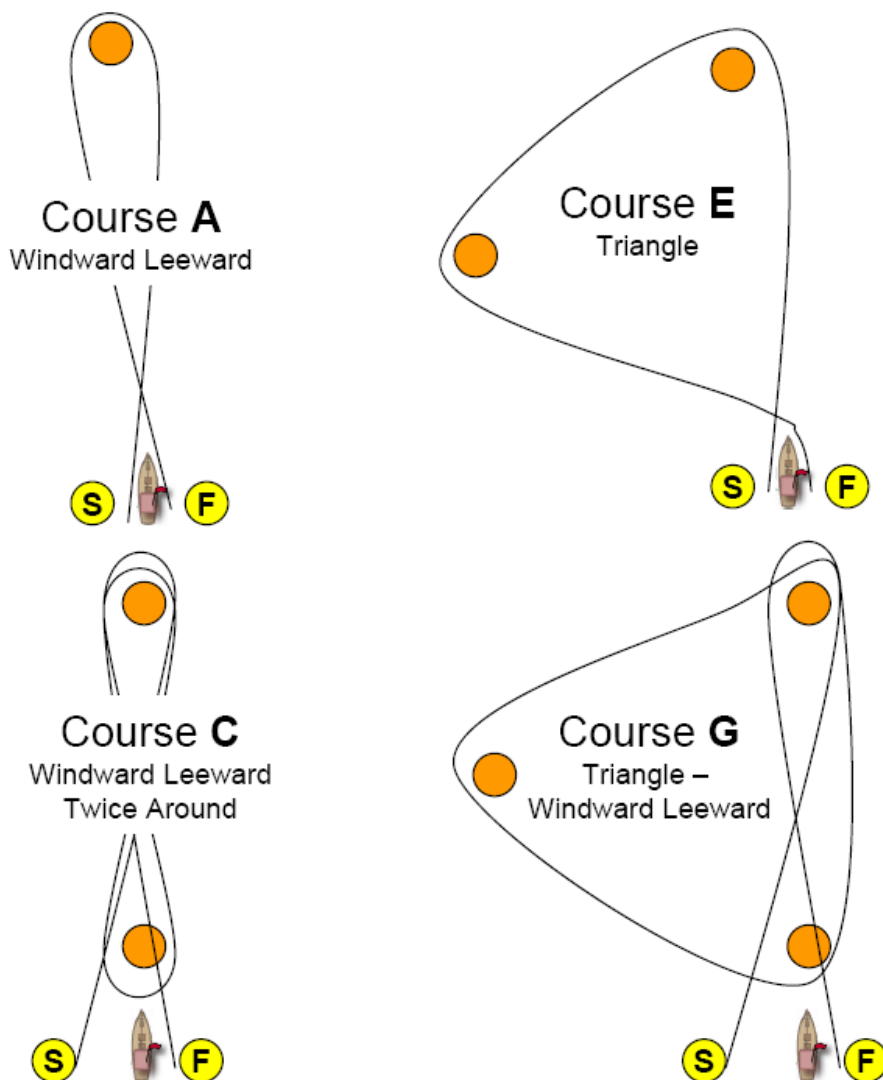 Course A
Windward Leeward
S
F
Course E
Triangle
S
F
Course C
Windward Leeward
Twice Around
S
F
Course G
Triangle –
Windward Leeward
S
F